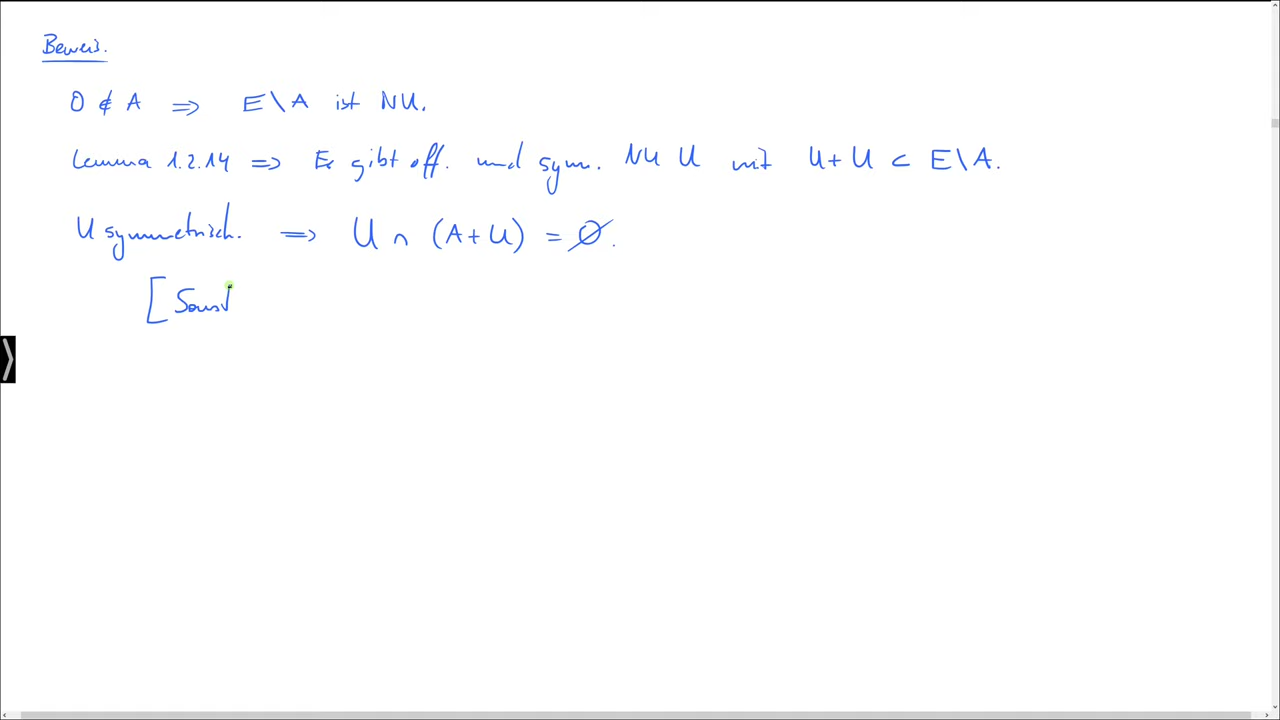 Beweis.
0 ∉ A ⇒ E\A ist NU.
Lemma 1.2.14 ⇒ Es gibt off. und sym. NU U mit U+U ⊂ E\A.
U symmetrisch. ⇒ U ∩ (A+U) = ∅.
[Sonst